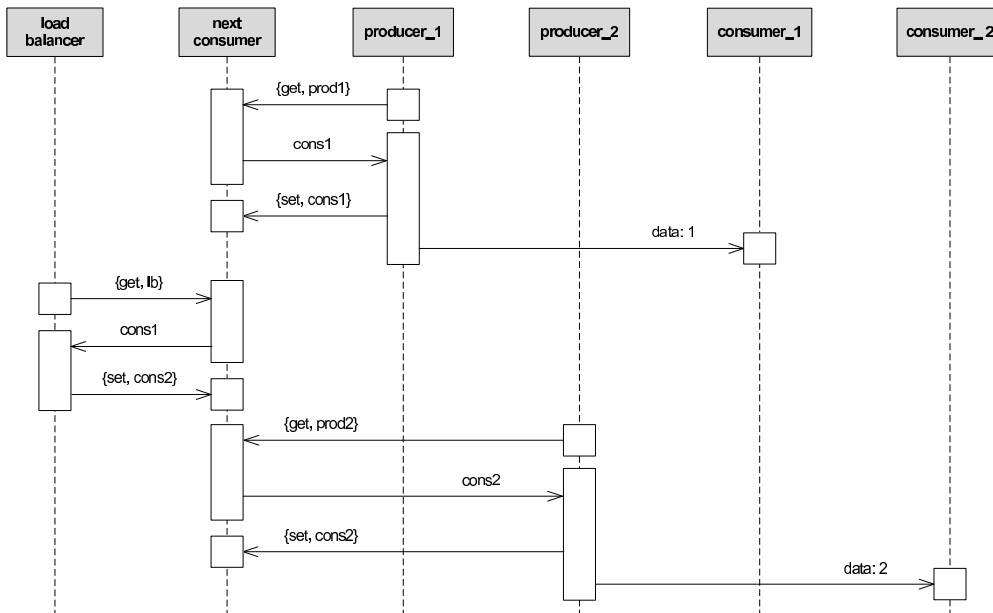 load
balancer
next
consumer
producer_1
producer_2
consumer_1
consumer_2
{get, prod1}
cons1
{set, cons1}
data: 1
{get, lb}
cons1
{set, cons2}
{get, prod2}
cons2
{set, cons2}
data: 2